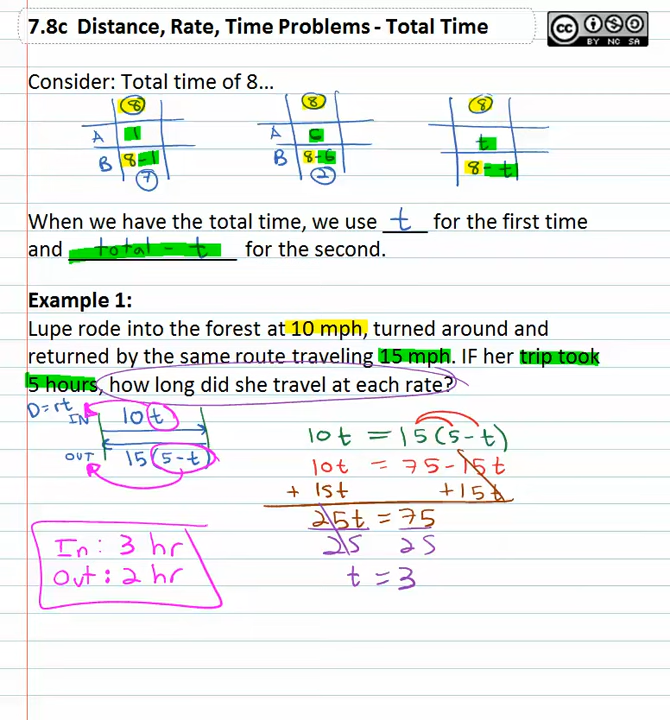 7.8c Distance, Rate, Time Problems - Total Time
CC BY NC SA
Consider: Total time of 8...
8 8 8
A 1 A 6 t
B 8-1 B 8-6 8-t
7 2
When we have the total time, we use t for the first time
and total - t for the second.
Example 1:
Lupe rode into the forest at 10 mph, turned around and
returned by the same route traveling 15 mph. IF her trip took
5 hours, how long did she travel at each rate?
D=rt
IN 10(t)
OUT 15(5-t)
10t = 15(5-t)
10t = 75-15t
+15t +15t
25t = 75
25 25
t = 3
In: 3 hr
Out: 2 hr